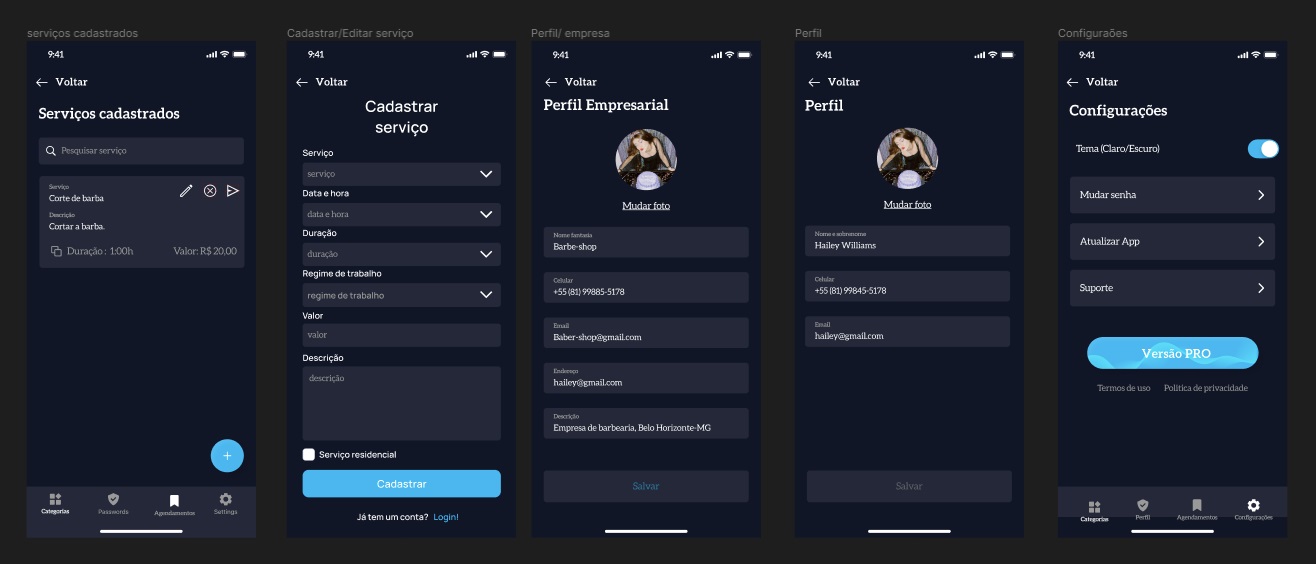 serviços cadastrados
9:41
Voltar
Serviços cadastrados
Pesquisar serviço
Serviço
Corte de barba
Descrição
Cortar a barba.
Duração : 1:00h
Valor: R$ 20,00
+
Categorias
Passwords
Agendamentos
Settings
Cadastrar/Editar serviço
9:41
Voltar
Cadastrar
serviço
Serviço
serviço
Data e hora
data e hora
Duração
duração
Regime de trabalho
regime de trabalho
Valor
valor
Descrição
descrição
Serviço residencial
Cadastrar
Já tem um conta? Login!
Perfil/ empresa
9:41
Voltar
Perfil Empresarial
Mudar foto
Nome fantasia
Barbe-shop
Celular
+55 (81) 99885-5178
Email
Baber-shop@gmail.com
Endereço
hailey@gmail.com
Descrição
Empresa de barbearia, Belo Horizonte-MG
Salvar
Perfil
9:41
Voltar
Perfil
Mudar foto
Nome e sobrenome
Hailey Williams
Celular
+55 (81) 99845-5178
Email
hailey@gmail.com
Salvar
Configuraões
9:41
Voltar
Configurações
Tema (Claro/Escuro)
Mudar senha
Atualizar App
Suporte
Versão PRO
Termos de uso
Politica de privacidade
Categorias
Perfil
Agendamentos
Configurações